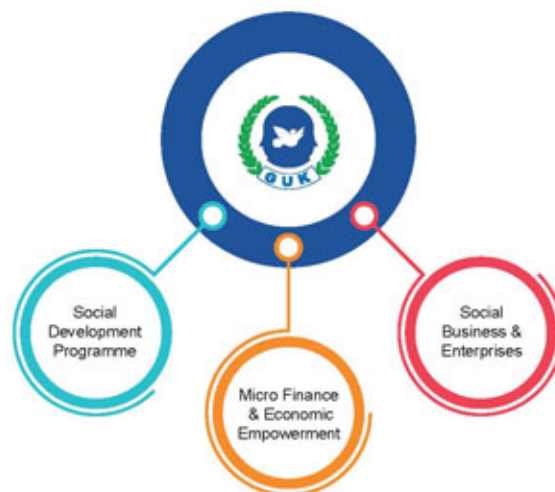 GUK
Social
Development
Programme
Micro Finance
& Economic
Empowerment
Social
Business &
Enterprises